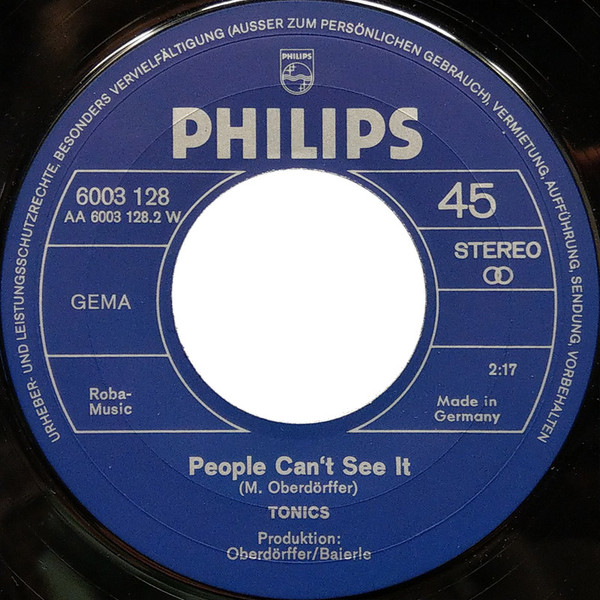 URHEBER- UND LEISTUNGSSCHUTZRECHTE, BESONDERS VERVIELFÄLTIGUNG (AUSSER ZUM PERSÖNLICHEN GEBRAUCH), VERMIETUNG, AUFFÜHRUNG, SENDUNG, VORBEHALTEN
PHILIPS
PHILIPS
6003 128
AA 6003 128.2 W
45
STEREO
GEMA
2:17
Roba-
Music
Made in
Germany
People Can't See It
(M. Oberdörffer)
TONICS
Produktion:
Oberdörffer/Baierle